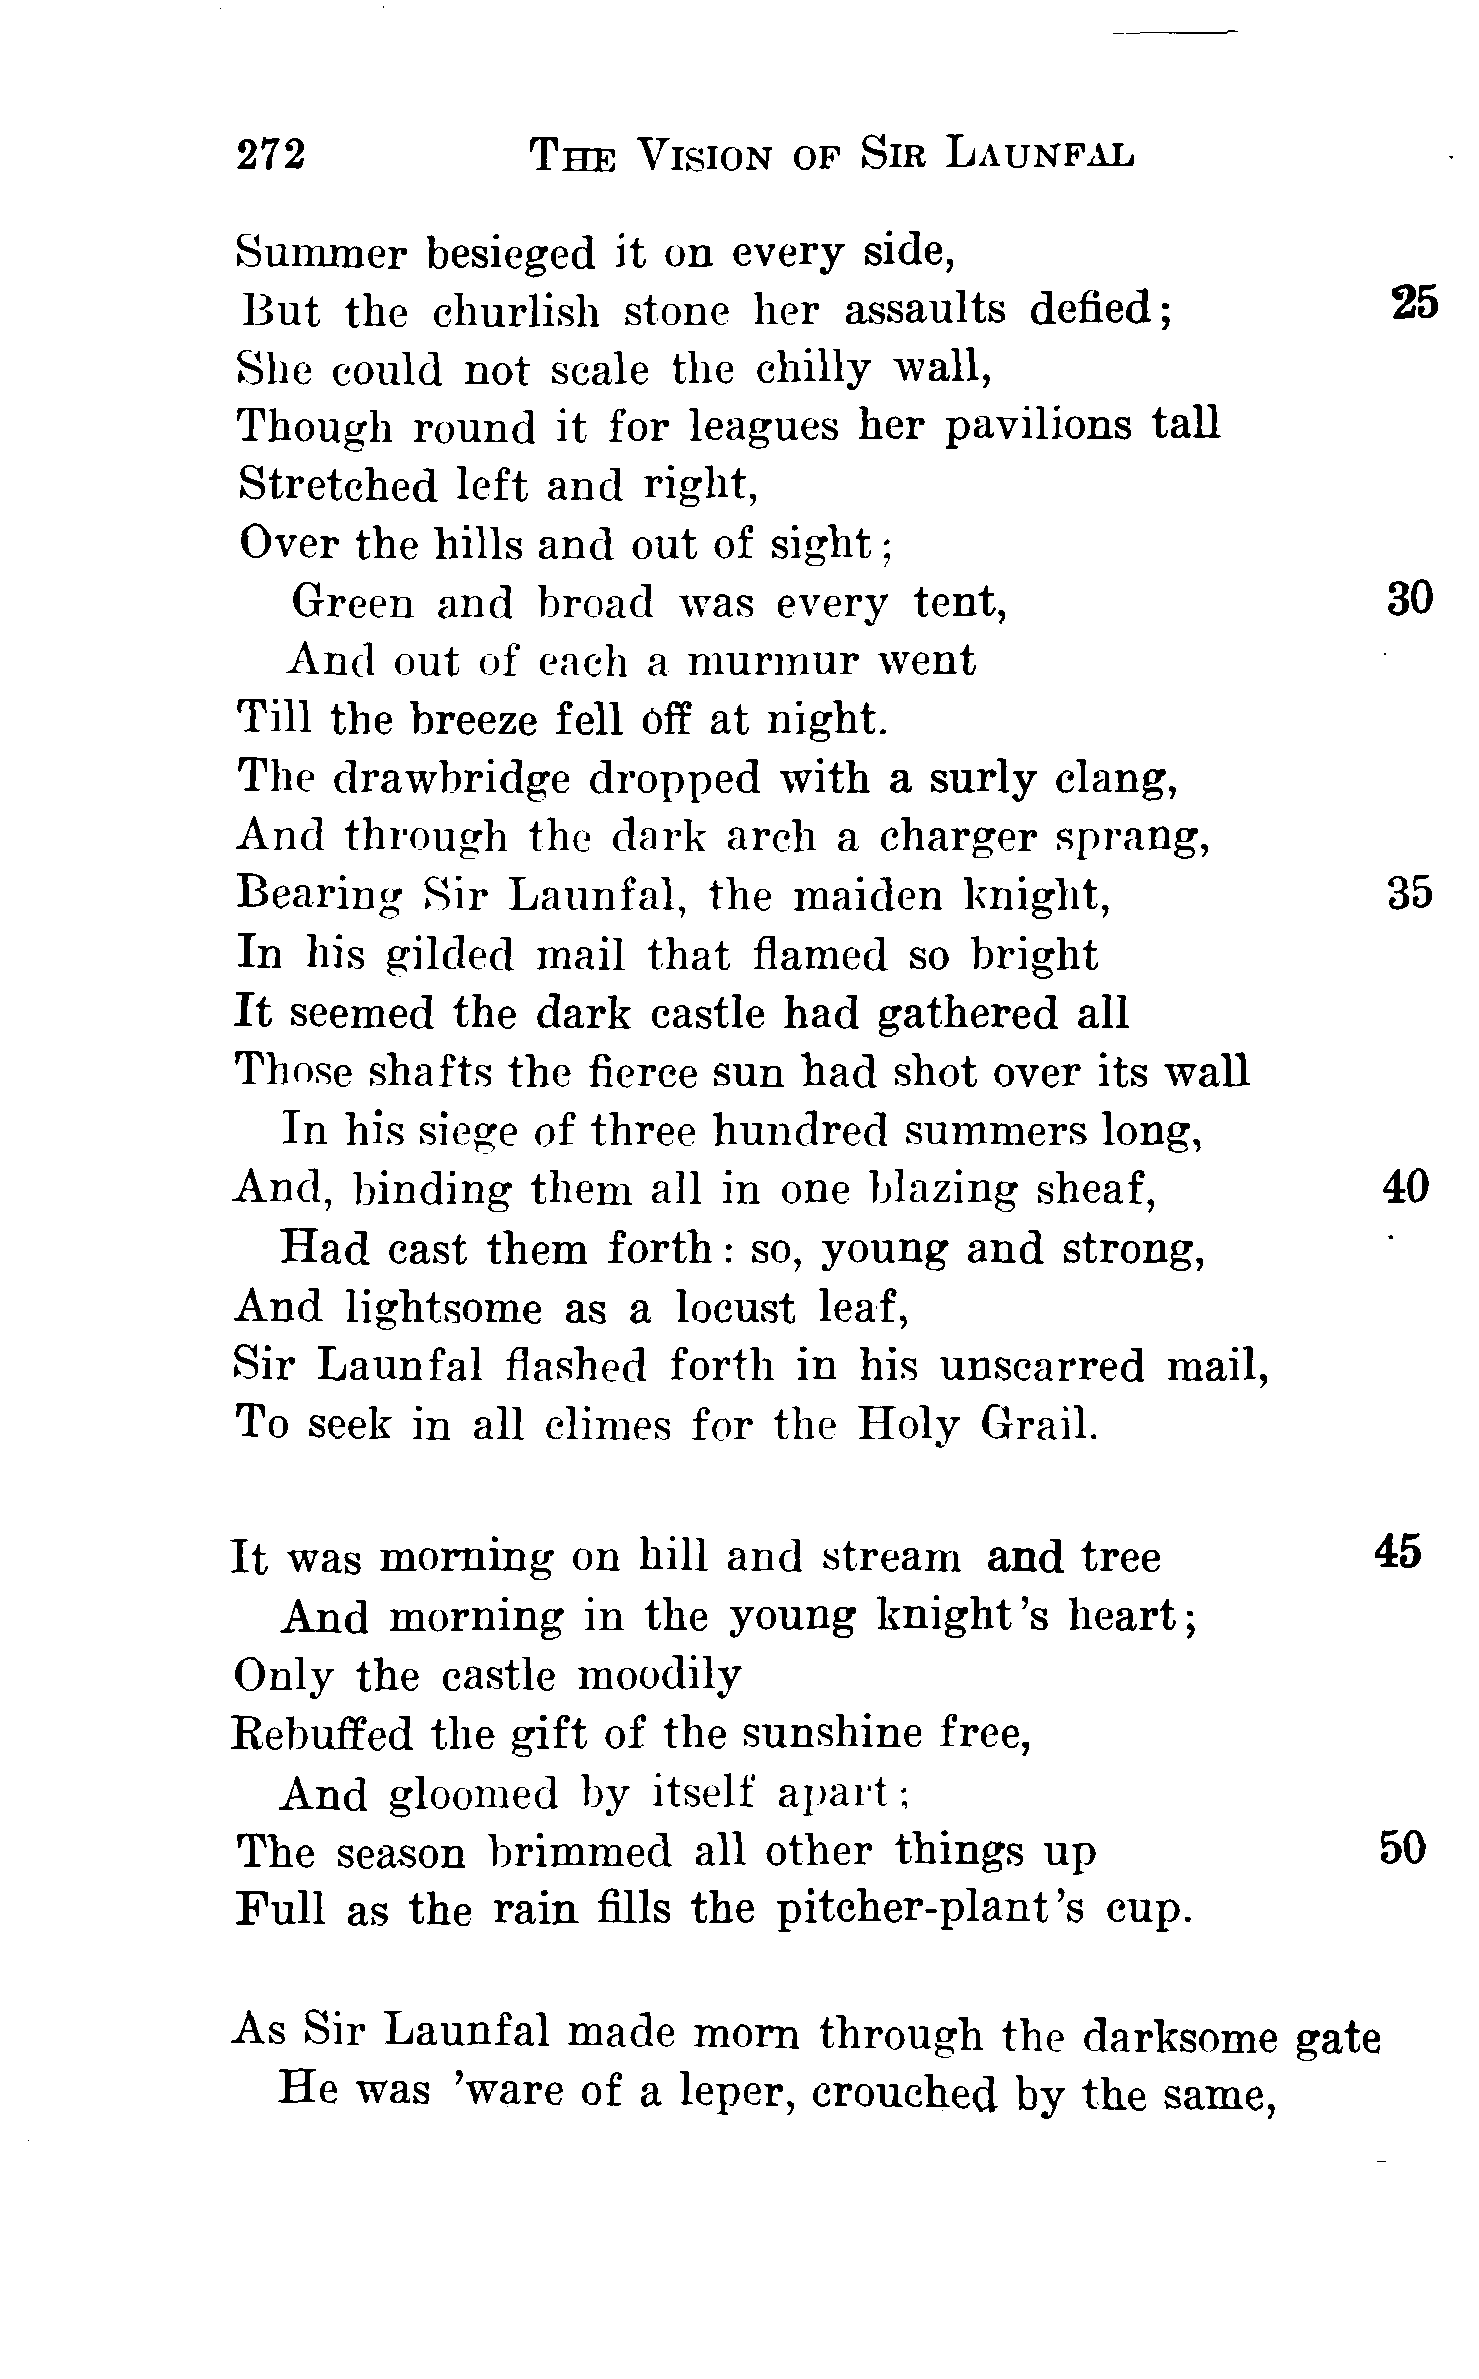 272 THE VISION OF SIR LAUNFAL
Summer besieged it on every side,
But the churlish stone her assaults defied; 25
She could not scale the chilly wall,
Though round it for leagues her pavilions tall
Stretched left and right,
Over the hills and out of sight;
Green and broad was every tent, 30
And out of each a murmur went
Till the breeze fell off at night.
The drawbridge dropped with a surly clang,
And through the dark arch a charger sprang,
Bearing Sir Launfal, the maiden knight, 35
In his gilded mail that flamed so bright
It seemed the dark castle had gathered all
Those shafts the fierce sun had shot over its wall
In his siege of three hundred summers long,
And, binding them all in one blazing sheaf, 40
Had cast them forth: so, young and strong,
And lightsome as a locust leaf,
Sir Launfal flashed forth in his unscarred mail,
To seek in all climes for the Holy Grail.
It was morning on hill and stream and tree 45
And morning in the young knight's heart;
Only the castle moodily
Rebuffed the gift of the sunshine free,
And gloomed by itself apart;
The season brimmed all other things up 50
Full as the rain fills the pitcher-plant's cup.
As Sir Launfal made morn through the darksome gate
He was 'ware of a leper, crouched by the same,